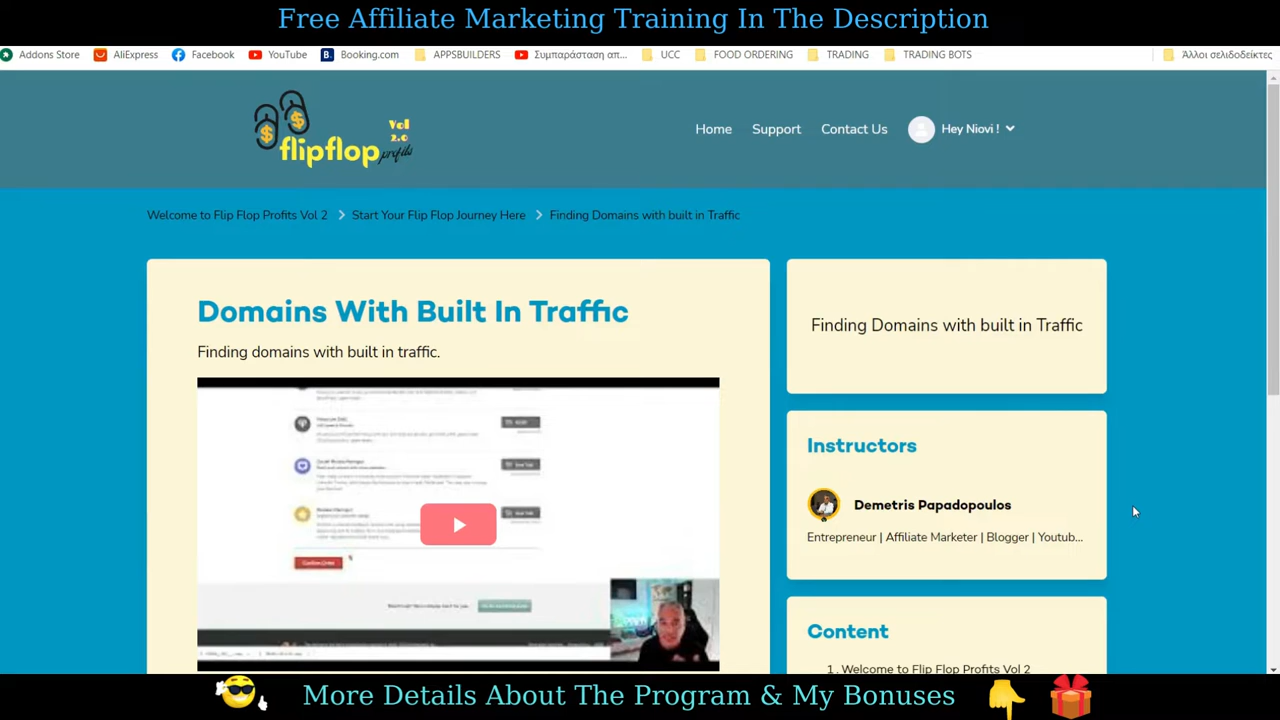 Free Affiliate Marketing Training In The Description
Addons Store AliExpress Facebook YouTube B. Booking.com APPSBUILDERS Συμπαράσταση απ... UCC FOOD ORDERING TRADING TRADING BOTS Άλλοι σελιδοδείκτες
flipflop profits Vol 2.0
Home Support Contact Us Hey Niovi !
Welcome to Flip Flop Profits Vol 2 Start Your Flip Flop Journey Here Finding Domains with built in Traffic
Domains With Built In Traffic
Finding domains with built in traffic.
Confirm Order
Finding Domains with built in Traffic
Instructors
Demetris Papadopoulos
Entrepreneur | Affiliate Marketer | Blogger | Youtub...
Content
1. Welcome to Flip Flop Profits Vol 2
More Details About The Program & My Bonuses